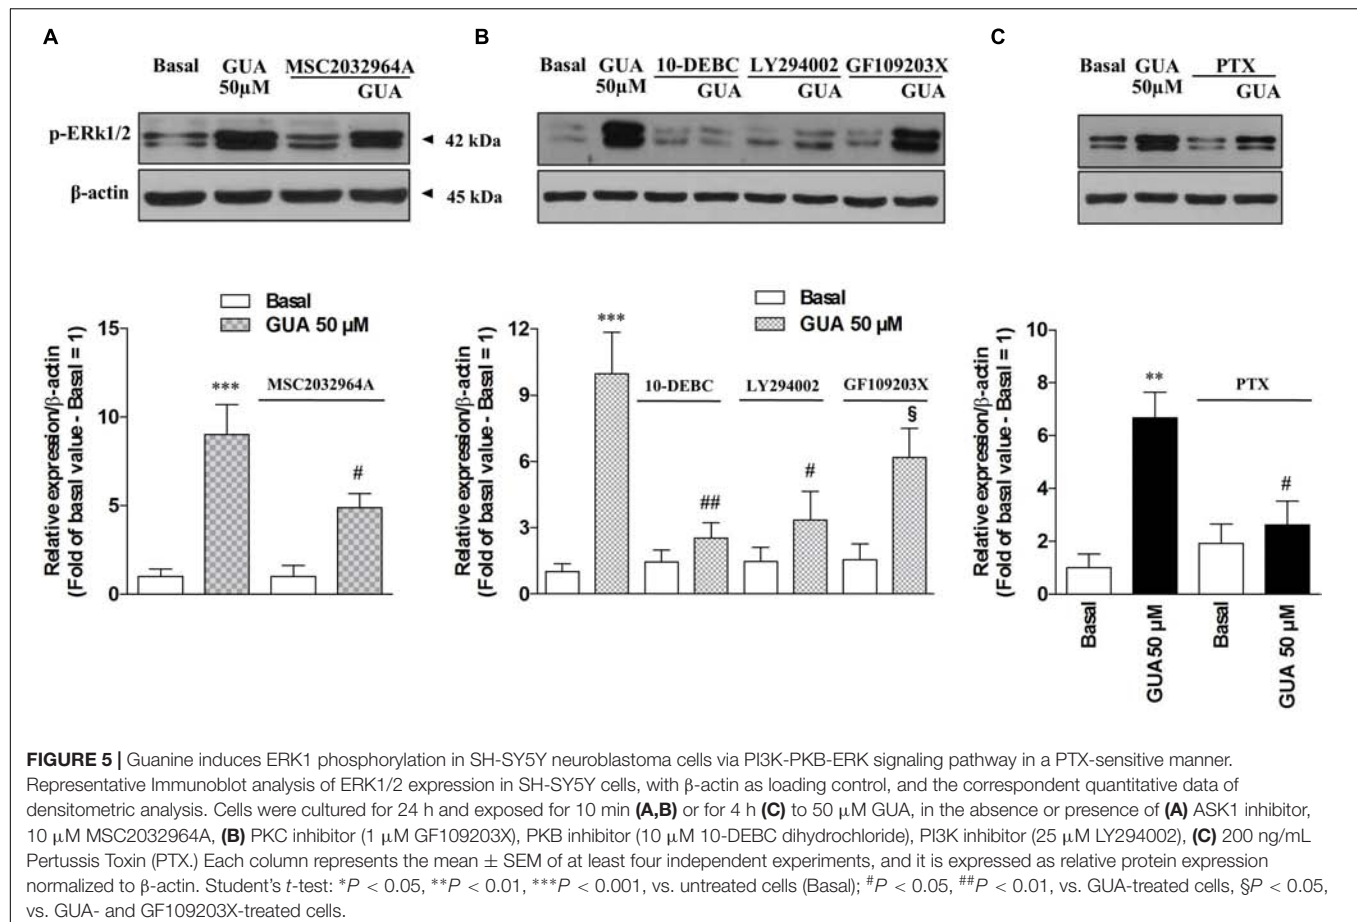 A
B
C
Basal GUA 50µM MSC2032964A
GUA
Basal GUA 50µM 10-DEBC LY294002 GF109203X
GUA GUA GUA
Basal GUA 50µM PTX
GUA
p-ERk1/2
42 kDa
β-actin
45 kDa
Basal
GUA 50 µM
Relative expression/β-actin
(Fold of basal value - Basal = 1)
15
10
5
0
***
MSC2032964A
#
Basal
GUA 50 µM
Relative expression/β-actin
(Fold of basal value - Basal = 1)
12
9
6
3
0
***
10-DEBC
LY294002
GF109203X
##
#
§
Relative expression/β-actin
(Fold of basal value - Basal = 1)
10
8
6
4
2
0
**
PTX
#
Basal
GUA50 µM
Basal
GUA 50 µM
FIGURE 5 | Guanine induces ERK1 phosphorylation in SH-SY5Y neuroblastoma cells via PI3K-PKB-ERK signaling pathway in a PTX-sensitive manner.
Representative Immunoblot analysis of ERK1/2 expression in SH-SY5Y cells, with β-actin as loading control, and the correspondent quantitative data of
densitometric analysis. Cells were cultured for 24 h and exposed for 10 min (A,B) or for 4 h (C) to 50 µM GUA, in the absence or presence of (A) ASK1 inhibitor,
10 µM MSC2032964A, (B) PKC inhibitor (1 µM GF109203X), PKB inhibitor (10 µM 10-DEBC dihydrochloride), PI3K inhibitor (25 µM LY294002), (C) 200 ng/mL
Pertussis Toxin (PTX.) Each column represents the mean ± SEM of at least four independent experiments, and it is expressed as relative protein expression
normalized to β-actin. Student's t-test: *P < 0.05, **P < 0.01, ***P < 0.001, vs. untreated cells (Basal); #P < 0.05, ##P < 0.01, vs. GUA-treated cells, §P < 0.05,
vs. GUA- and GF109203X-treated cells.